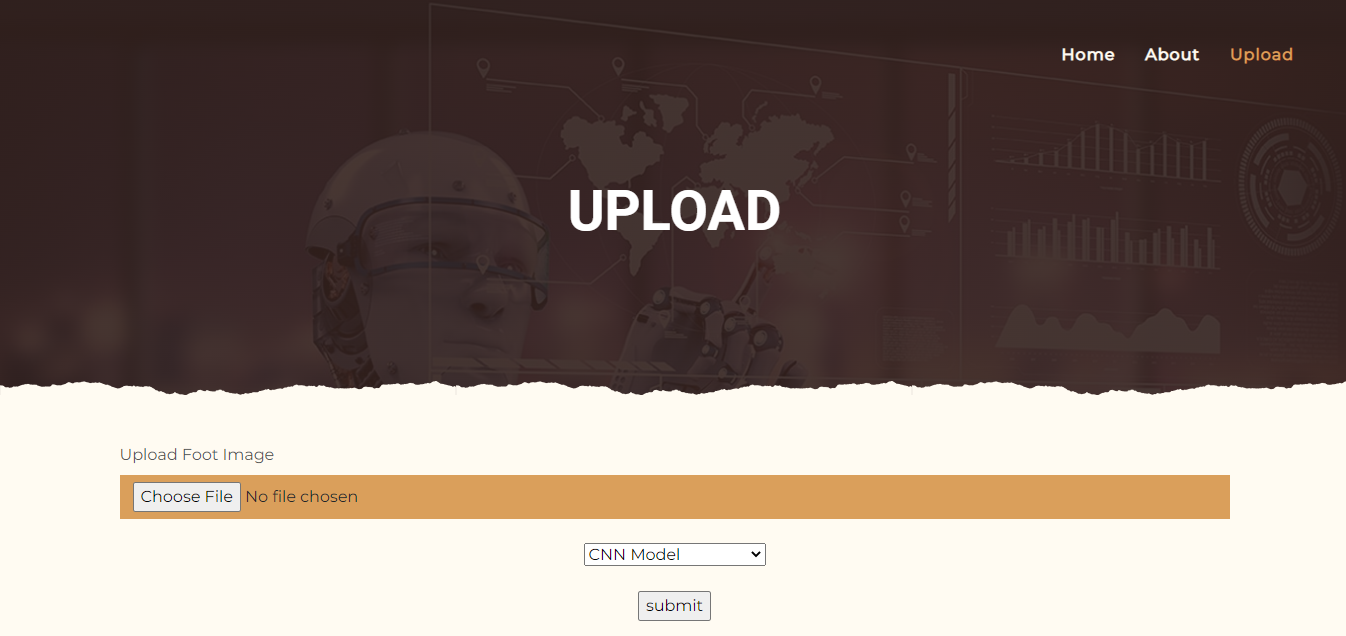 Home About Upload
UPLOAD
Upload Foot Image
Choose File No file chosen
CNN Model
submit